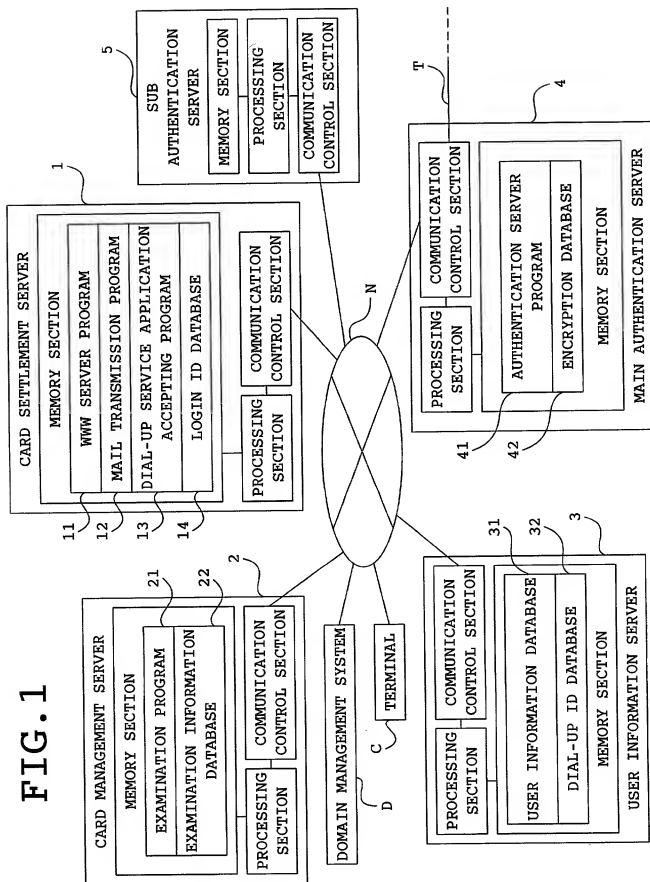 FIG.1
CARD MANAGEMENT SERVER
2
MEMORY SECTION
EXAMINATION PROGRAM
21
EXAMINATION INFORMATION
DATABASE
22
PROCESSING
SECTION
COMMUNICATION
CONTROL SECTION
CARD SETTLEMENT SERVER
1
MEMORY SECTION
WWW SERVER PROGRAM
11
MAIL TRANSMISSION PROGRAM
12
DIAL-UP SERVICE APPLICATION
ACCEPTING PROGRAM
13
LOGIN ID DATABASE
14
PROCESSING
SECTION
COMMUNICATION
CONTROL SECTION
SUB
AUTHENTICATION
SERVER
5
MEMORY SECTION
PROCESSING
SECTION
COMMUNICATION
CONTROL SECTION
DOMAIN MANAGEMENT SYSTEM
D
TERMINAL
C
N
PROCESSING
SECTION
COMMUNICATION
CONTROL SECTION
USER INFORMATION DATABASE
31
DIAL-UP ID DATABASE
32
MEMORY SECTION
USER INFORMATION SERVER
3
PROCESSING
SECTION
COMMUNICATION
CONTROL SECTION
T
AUTHENTICATION SERVER
PROGRAM
41
ENCRYPTION DATABASE
42
MEMORY SECTION
MAIN AUTHENTICATION SERVER
4